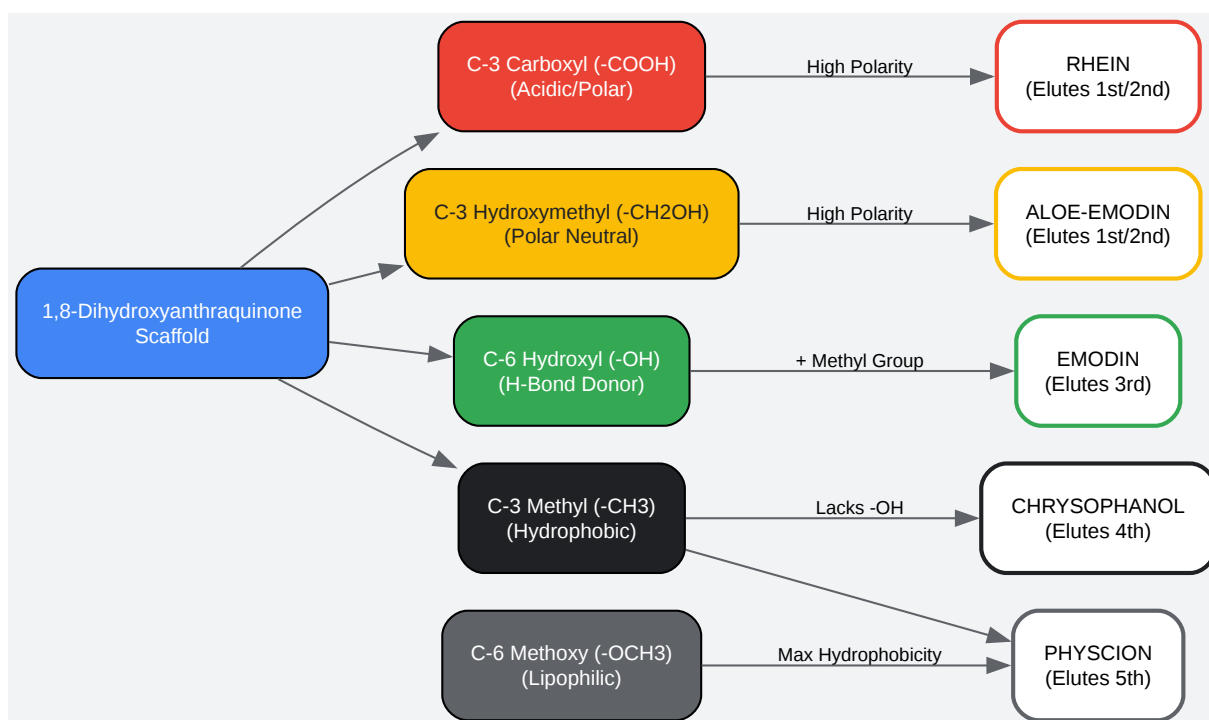 C-3 Carboxyl (-COOH)
(Acidic/Polar)
High Polarity
RHEIN
(Elutes 1st/2nd)
C-3 Hydroxymethyl (-CH2OH)
(Polar Neutral)
High Polarity
ALOE-EMODIN
(Elutes 1st/2nd)
1,8-Dihydroxyanthraquinone
Scaffold
C-6 Hydroxyl (-OH)
(H-Bond Donor)
+ Methyl Group
EMODIN
(Elutes 3rd)
C-3 Methyl (-CH3)
(Hydrophobic)
Lacks -OH
CHRYSOPHANOL
(Elutes 4th)
C-6 Methoxy (-OCH3)
(Lipophilic)
Max Hydrophobicity
PHYSCION
(Elutes 5th)